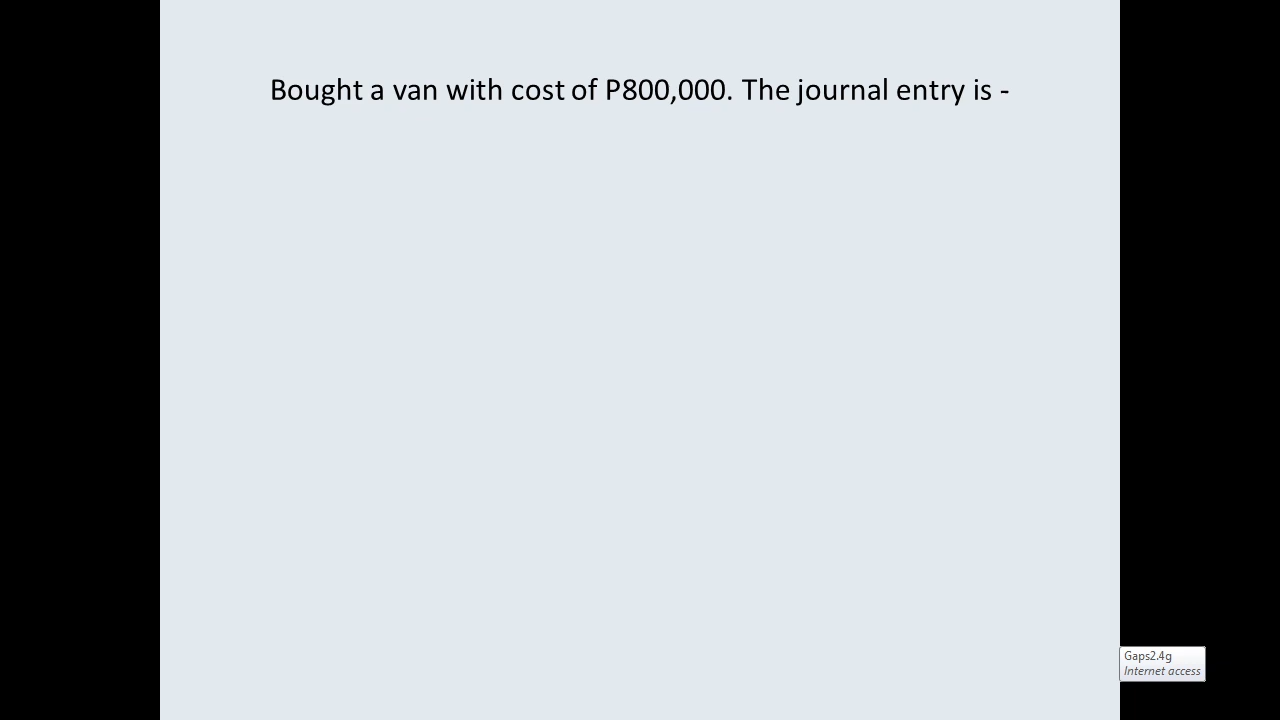 Bought a van with cost of P800,000. The journal entry is -
Gaps2.4g
Internet access